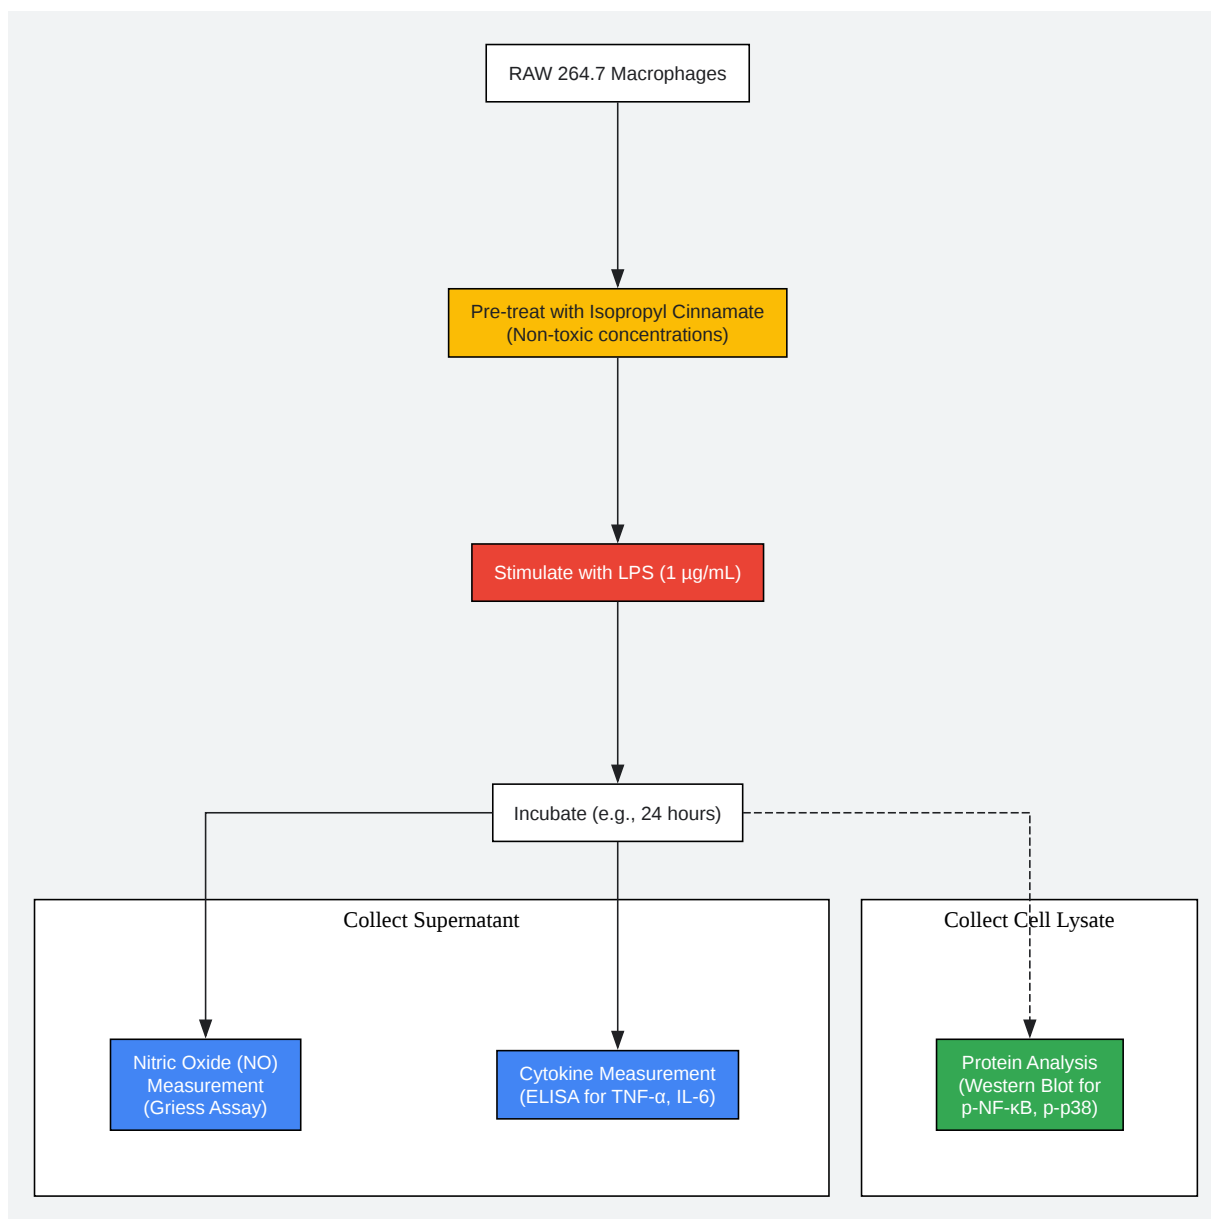 RAW 264.7 Macrophages
Pre-treat with Isopropyl Cinnamate
(Non-toxic concentrations)
Stimulate with LPS (1 µg/mL)
Incubate (e.g., 24 hours)
Collect Supernatant
Nitric Oxide (NO)
Measurement
(Griess Assay)
Cytokine Measurement
(ELISA for TNF-α, IL-6)
Collect Cell Lysate
Protein Analysis
(Western Blot for
p-NF-κB, p-p38)